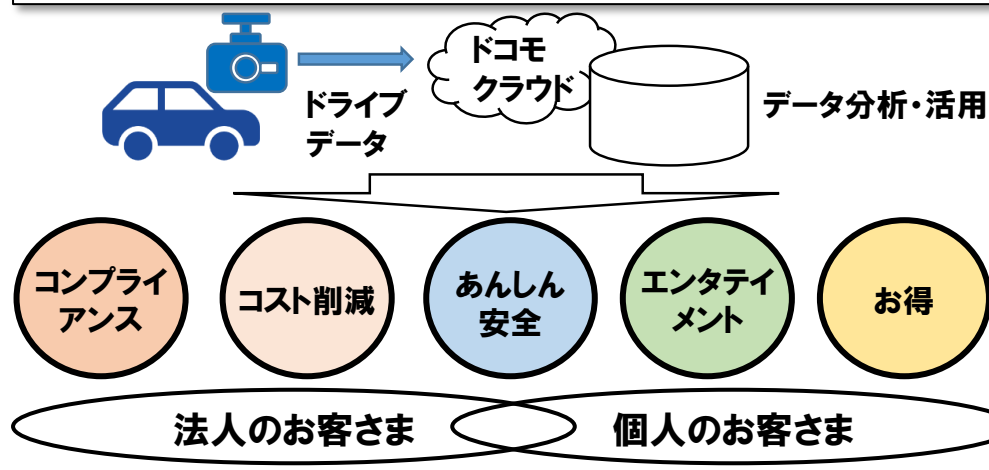 ドコモ
クラウド
ドライブ
データ
データ分析・活用
コンプライ
アンス
コスト削減
あんしん
安全
エンタテイ
メント
お得
法人のお客さま
個人のお客さま